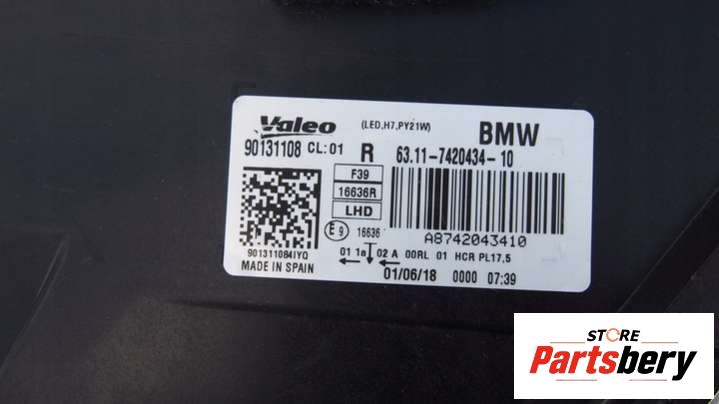 Valeo (LED,H7,PY21W) BMW
90131108 CL:01 R 63.11-7420434-10
F39
16636R
LHD
E9 16636
A8742043410
901311084IYQ
01 1a 02 A 00RL 01 HCR PL17,5
MADE IN SPAIN 01/06/18 0000 07:39
STORE
Partsbery